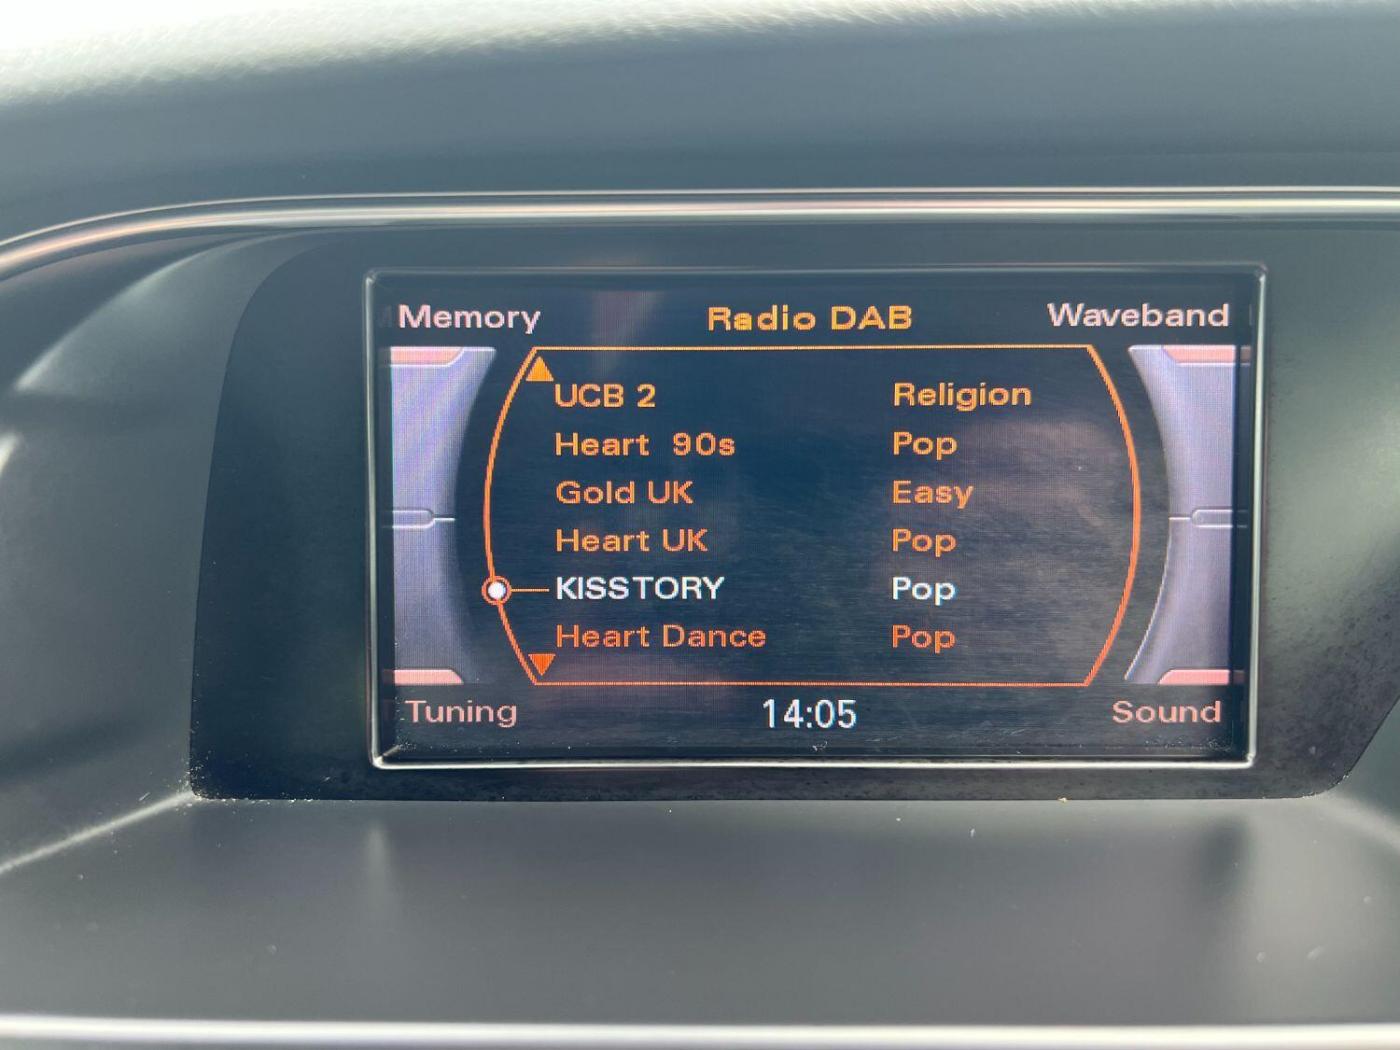 Memory Radio DAB Waveband
UCB 2 Religion
Heart 90s Pop
Gold UK Easy
Heart UK Pop
KISSTORY Pop
Heart Dance Pop
Tuning 14:05 Sound